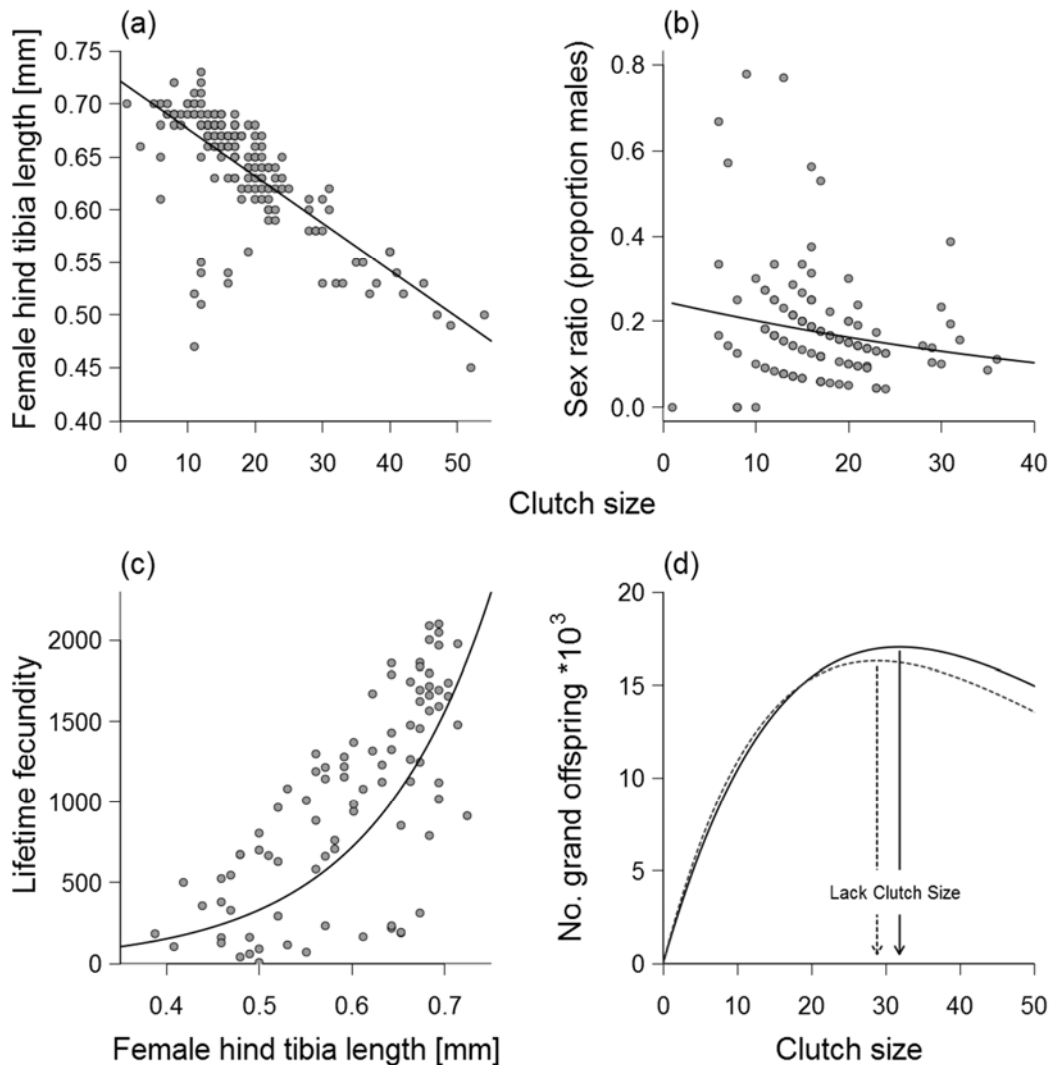 (a)
Female hind tibia length [mm]
0.75
0.70
0.65
0.60
0.55
0.50
0.45
0.40
0 10 20 30 40 50
(b)
Sex ratio (proportion males)
0.8
0.6
0.4
0.2
0.0
0 10 20 30 40
Clutch size
(c)
Lifetime fecundity
2000
1500
1000
500
0
0.4 0.5 0.6 0.7
Female hind tibia length [mm]
(d)
No. grand offspring *10^3
20
15
10
5
0
Lack Clutch Size
0 10 20 30 40 50
Clutch size